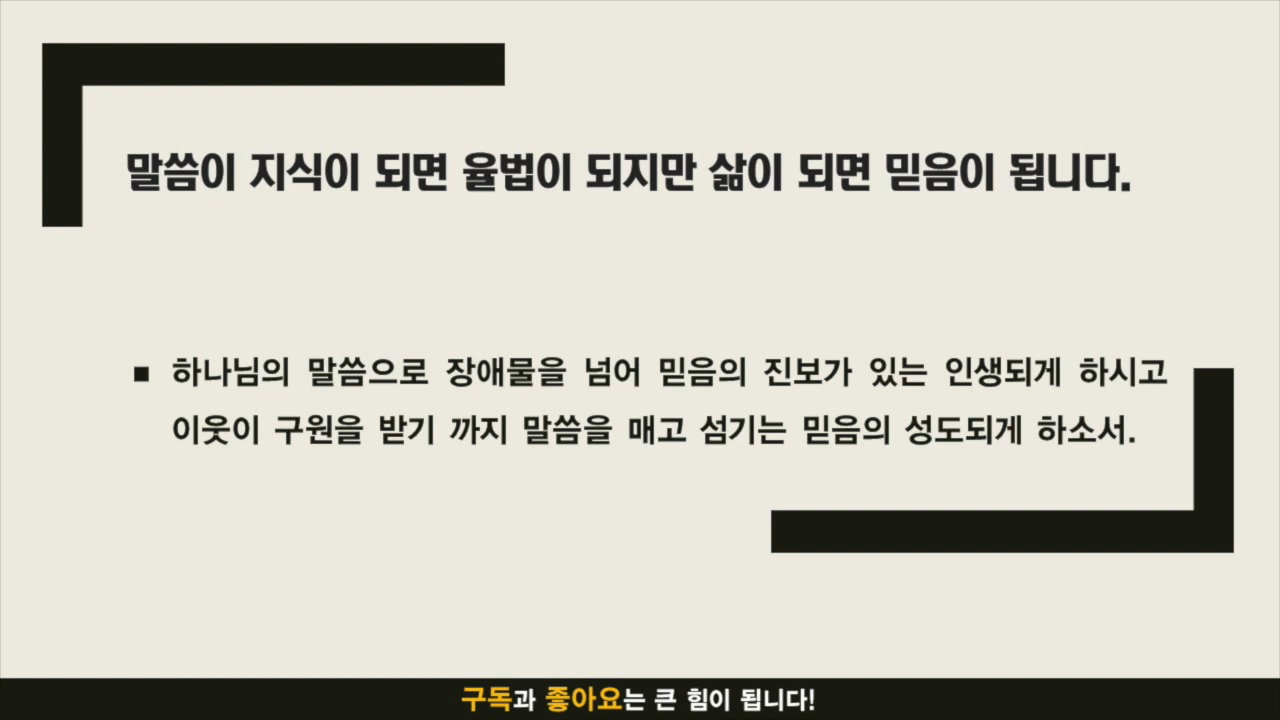 말씀이 지식이 되면 율법이 되지만 삶이 되면 믿음이 됩니다.
▪ 하나님의 말씀으로 장애물을 넘어 믿음의 진보가 있는 인생되게 하시고
이웃이 구원을 받기 까지 말씀을 매고 섬기는 믿음의 성도되게 하소서.
구독과 좋아요는 큰 힘이 됩니다!